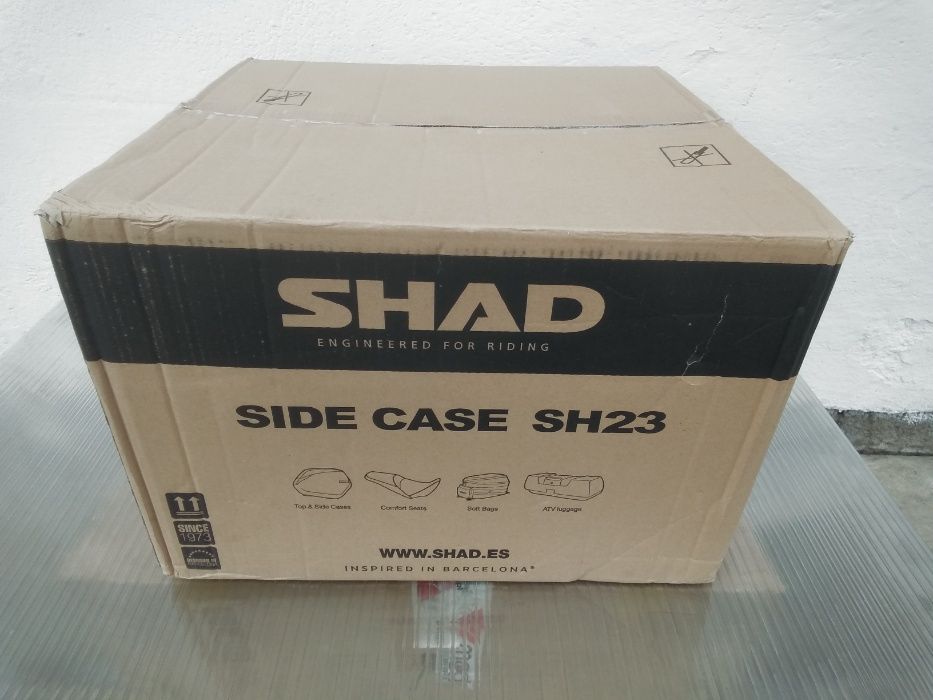 SHAD
ENGINEERED FOR RIDING
SIDE CASE SH23
Top & Side Cases
Comfort Seats
Soft Bags
ATV luggage
SINCE
1973
WWW.SHAD.ES
INSPIRED IN BARCELONA®